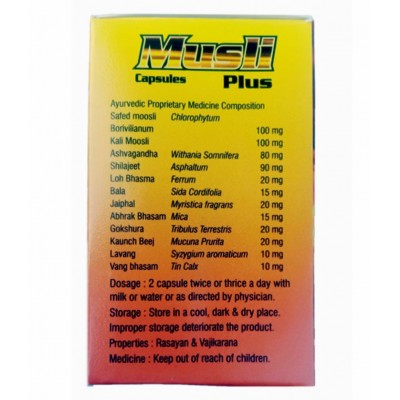 Musli
Capsules Plus
Ayurvedic Proprietary Medicine Composition
Safed moosli Chlorophytum
Borivilianum 100 mg
Kali Moosli 100 mg
Ashvagandha Withania Somnifera 80 mg
Shilajeet Asphaltum 90 mg
Loh Bhasma Ferrum 20 mg
Bala Sida Cordifolia 15 mg
Jaiphal Myristica fragrans 20 mg
Abhrak Bhasam Mica 15 mg
Gokshura Tribulus Terrestris 20 mg
Kaunch Beej Mucuna Prurita 20 mg
Lavang Syzygium aromaticum 10 mg
Vang bhasam Tin Calx 10 mg
Dosage : 2 capsule twice or thrice a day with
milk or water or as directed by physician.
Storage : Store in a cool, dark & dry place.
Improper storage deteriorate the product.
Properties : Rasayan & Vajikarana
Medicine : Keep out of reach of children.